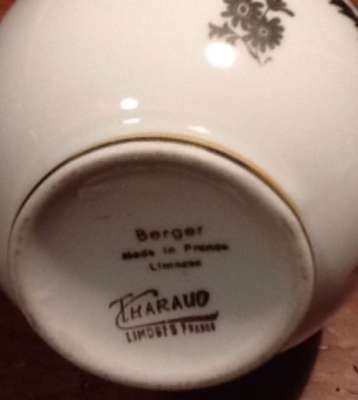 Berger
Made in France
Limoges
THARAUD
LIMOGES FRANCE